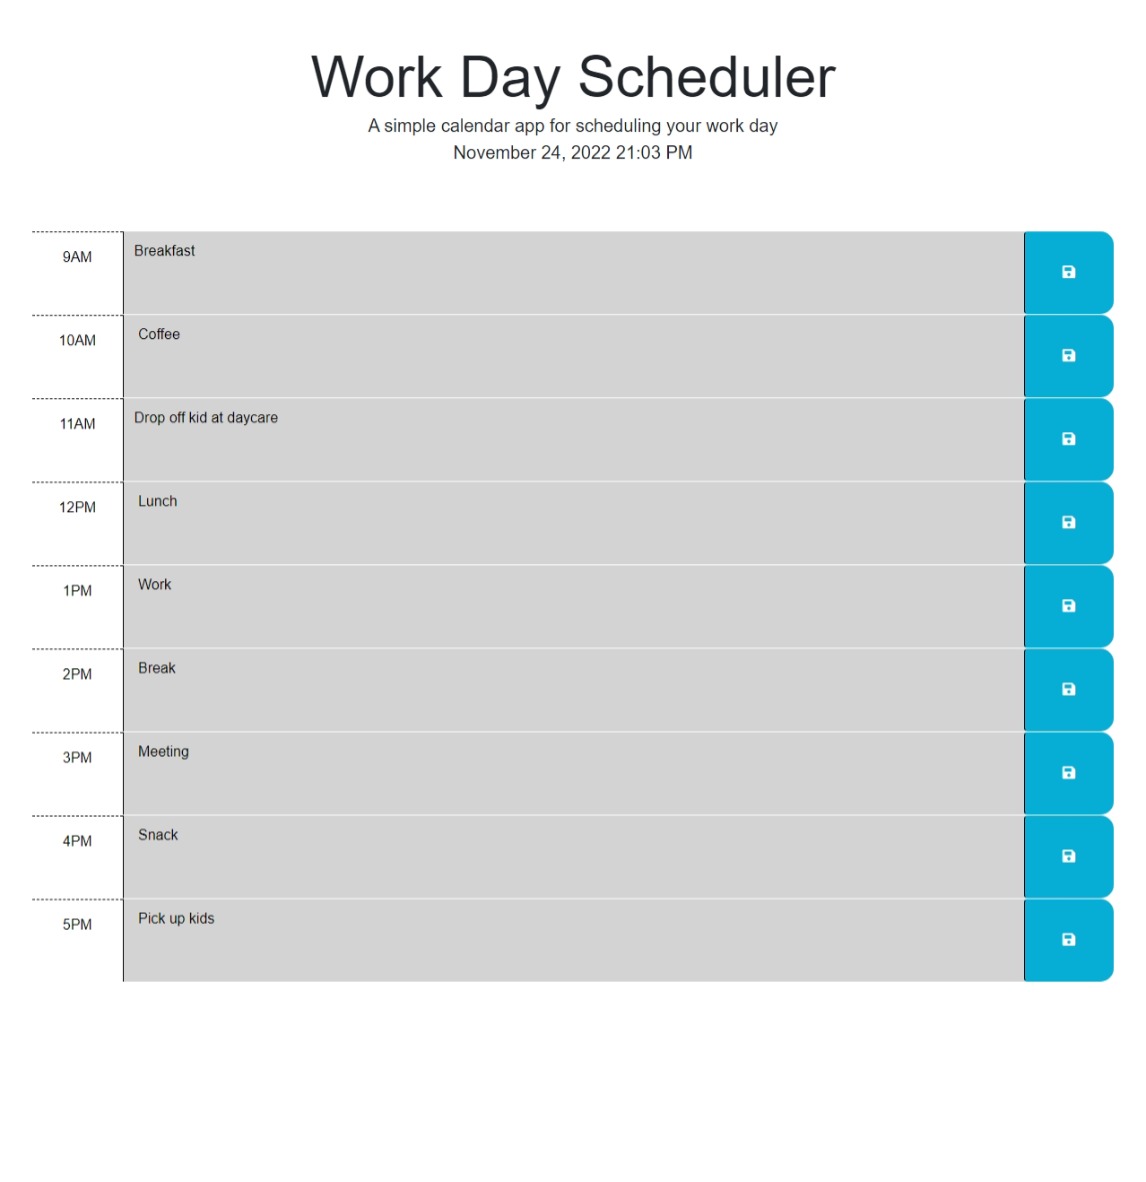 Work Day Scheduler
A simple calendar app for scheduling your work day
November 24, 2022 21:03 PM
9AM Breakfast
10AM Coffee
11AM Drop off kid at daycare
12PM Lunch
1PM Work
2PM Break
3PM Meeting
4PM Snack
5PM Pick up kids